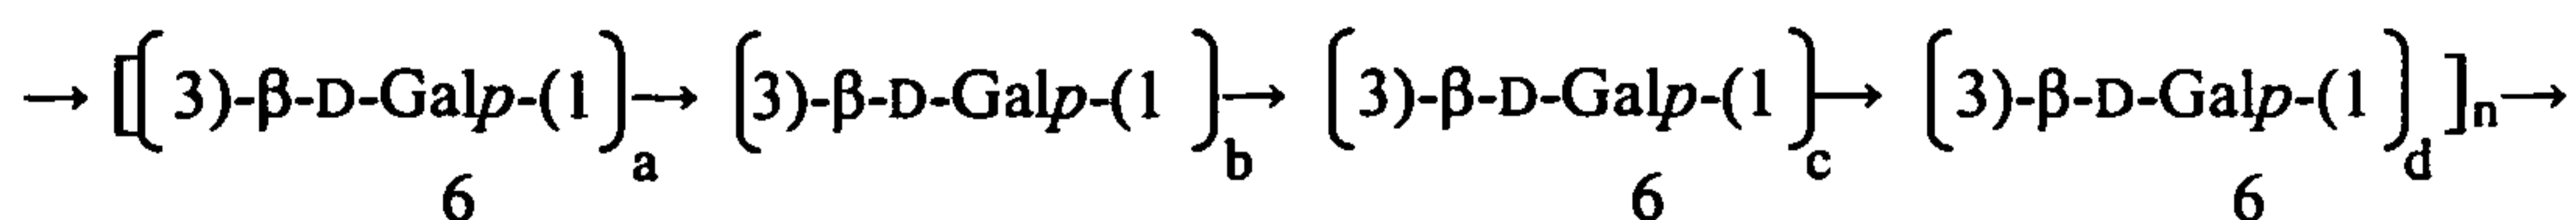 → [( 3)-β-D-Galp-(1 )a→ (3)-β-D-Galp-(1 )b→ (3)-β-D-Galp-(1 )c→ (3)-β-D-Galp-(1 )d ]n→
6 6 6